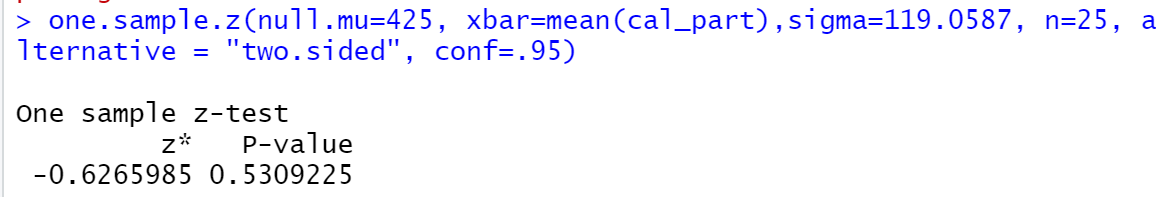 > one.sample.z(null.mu=425, xbar=mean(cal_part),sigma=119.0587, n=25, a
lternative = "two.sided", conf=.95)
One sample z-test
z* P-value
-0.6265985 0.5309225